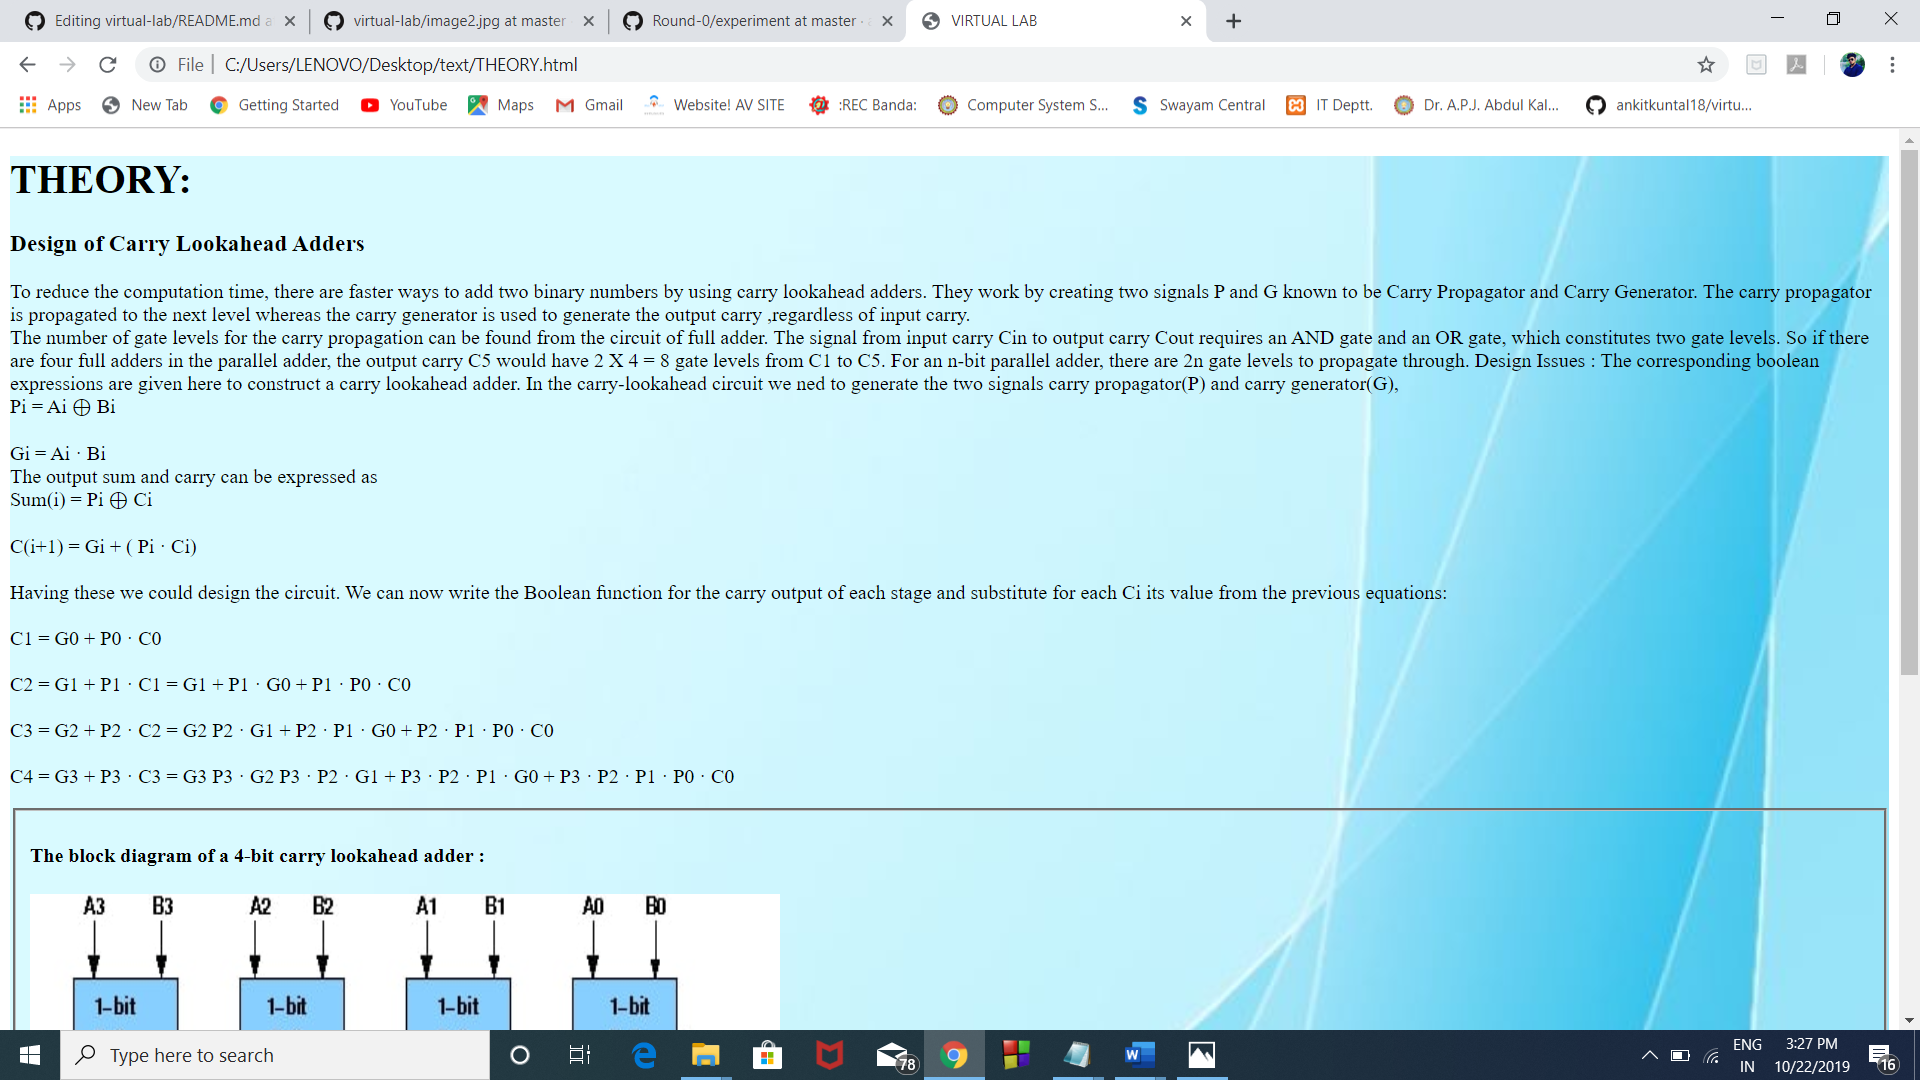 Editing virtual-lab/README.md a
virtual-lab/image2.jpg at master
Round-0/experiment at master ·
VIRTUAL LAB
File | C:/Users/LENOVO/Desktop/text/THEORY.html
Apps
New Tab
Getting Started
YouTube
Maps
Gmail
Website! AV SITE
:REC Banda:
Computer System S...
Swayam Central
IT Deptt.
Dr. A.P.J. Abdul Kal...
ankitkuntal18/virtu...
THEORY:
Design of Carry Lookahead Adders
To reduce the computation time, there are faster ways to add two binary numbers by using carry lookahead adders. They work by creating two signals P and G known to be Carry Propagator and Carry Generator. The carry propagator
is propagated to the next level whereas the carry generator is used to generate the output carry ,regardless of input carry.
The number of gate levels for the carry propagation can be found from the circuit of full adder. The signal from input carry Cin to output carry Cout requires an AND gate and an OR gate, which constitutes two gate levels. So if there
are four full adders in the parallel adder, the output carry C5 would have 2 X 4 = 8 gate levels from C1 to C5. For an n-bit parallel adder, there are 2n gate levels to propagate through. Design Issues : The corresponding boolean
expressions are given here to construct a carry lookahead adder. In the carry-lookahead circuit we ned to generate the two signals carry propagator(P) and carry generator(G),
Pi = Ai ⊕ Bi
Gi = Ai · Bi
The output sum and carry can be expressed as
Sum(i) = Pi ⊕ Ci
C(i+1) = Gi + ( Pi · Ci)
Having these we could design the circuit. We can now write the Boolean function for the carry output of each stage and substitute for each Ci its value from the previous equations:
C1 = G0 + P0 · C0
C2 = G1 + P1 · C1 = G1 + P1 · G0 + P1 · P0 · C0
C3 = G2 + P2 · C2 = G2 P2 · G1 + P2 · P1 · G0 + P2 · P1 · P0 · C0
C4 = G3 + P3 · C3 = G3 P3 · G2 P3 · P2 · G1 + P3 · P2 · P1 · G0 + P3 · P2 · P1 · P0 · C0
The block diagram of a 4-bit carry lookahead adder :
A3 B3 A2 B2 A1 B1 A0 B0
1-bit 1-bit 1-bit 1-bit
Type here to search
78
ENG
IN
3:27 PM
10/22/2019
16